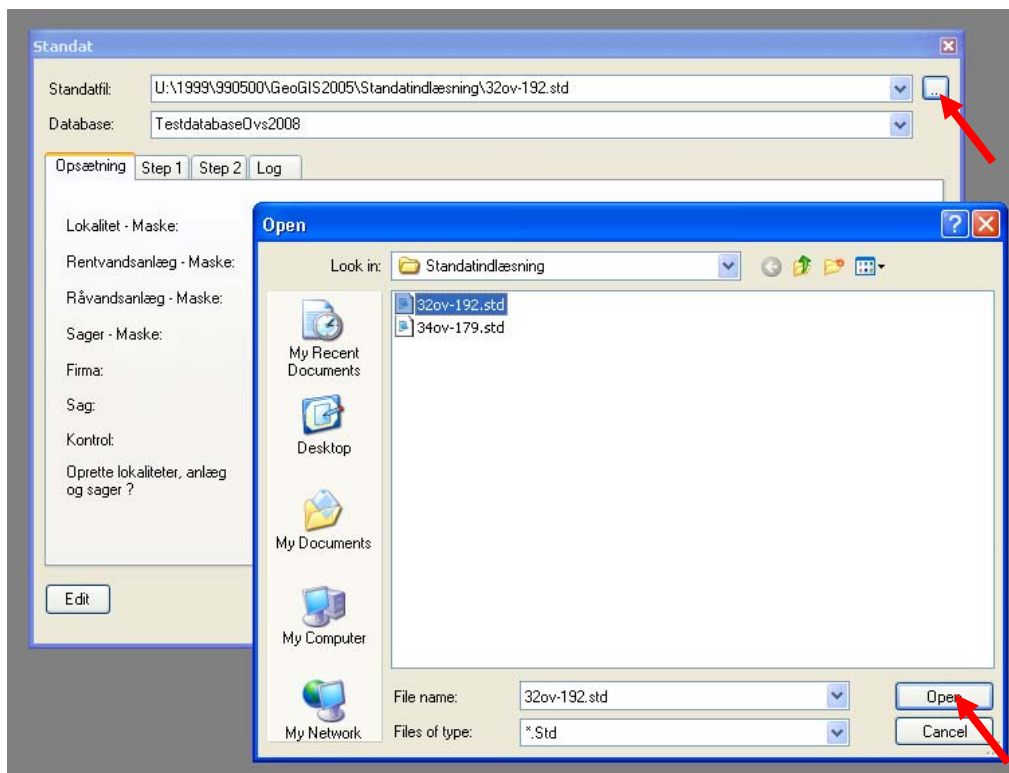 Standat
Standatfil:
U:\1999\990500\GeoGIS2005\Standatindlæsning\32ov-192.std
...
Database:
TestdatabaseOvs2008
Opsætning
Step 1
Step 2
Log
Lokalitet - Maske:
Rentvandsanlæg - Maske:
Råvandsanlæg - Maske:
Sager - Maske:
Firma:
Sag:
Kontrol:
Oprette lokaliteter, anlæg
og sager ?
Edit
Open
Look in:
Standatindlæsning
32ov-192.std
34ov-179.std
My Recent
Documents
Desktop
My Documents
My Computer
My Network
File name:
32ov-192.std
Open
Files of type:
*.Std
Cancel